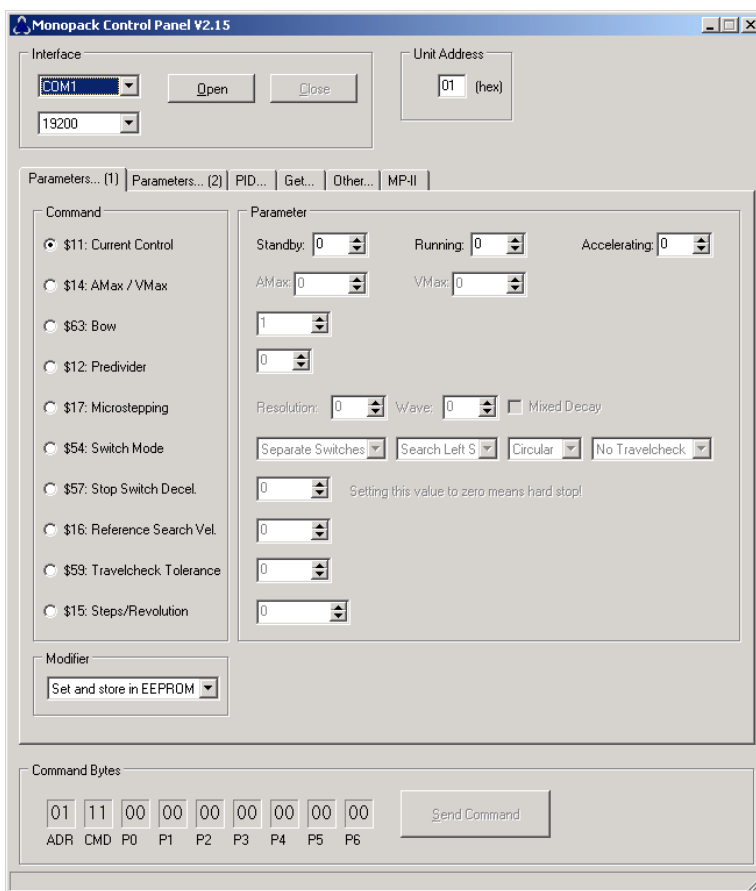 Monopack Control Panel V2.15
Interface
Unit Address
COM1
Open
Close
01 (hex)
19200
Parameters... (1) Parameters... (2) PID... Get... Other... MP-II
Command
Parameter
$11: Current Control
Standby: 0 Running: 0 Accelerating: 0
$14: AMax / VMax
AMax: 0 VMax: 0
$63: Bow
1
$12: Predivider
0
$17: Microstepping
Resolution: 0 Wave: 0 Mixed Decay
$54: Switch Mode
Separate Switches Search Left S Circular No Travelcheck
$57: Stop Switch Decel.
0 Setting this value to zero means hard stop!
$16: Reference Search Vel.
0
$59: Travelcheck Tolerance
0
$15: Steps/Revolution
0
Modifier
Set and store in EEPROM
Command Bytes
01 11 00 00 00 00 00 00 00
Send Command
ADR CMD P0 P1 P2 P3 P4 P5 P6